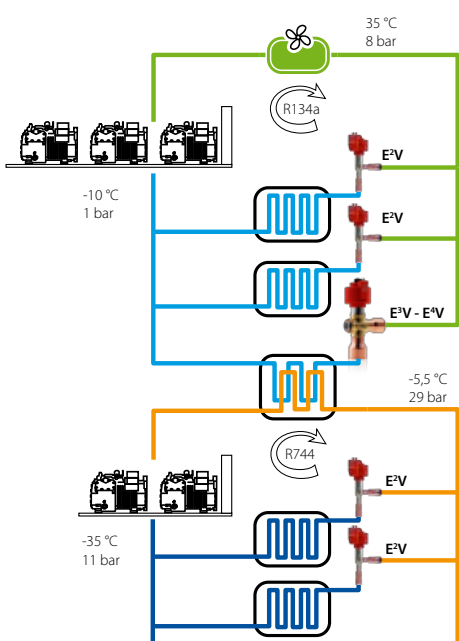 35 °C
8 bar
R134a
E²V
-10 °C
1 bar
E²V
E³V - E⁴V
-5,5 °C
29 bar
R744
E²V
-35 °C
11 bar
E²V